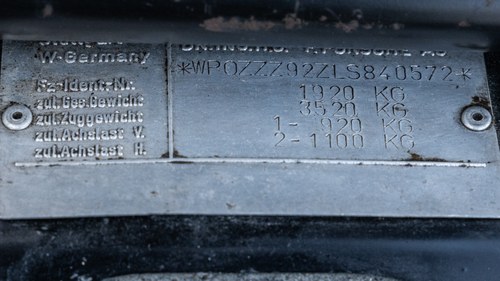 W-Germany
Fz-Ident-Nr. *WP0ZZZ92ZLS840572*
zul.Ges.Gewicht 1920 KG
zul.Zuggewicht 3520 KG
zul.Achslast V. 1- 920 KG
zul.Achslast H. 2-1100 KG